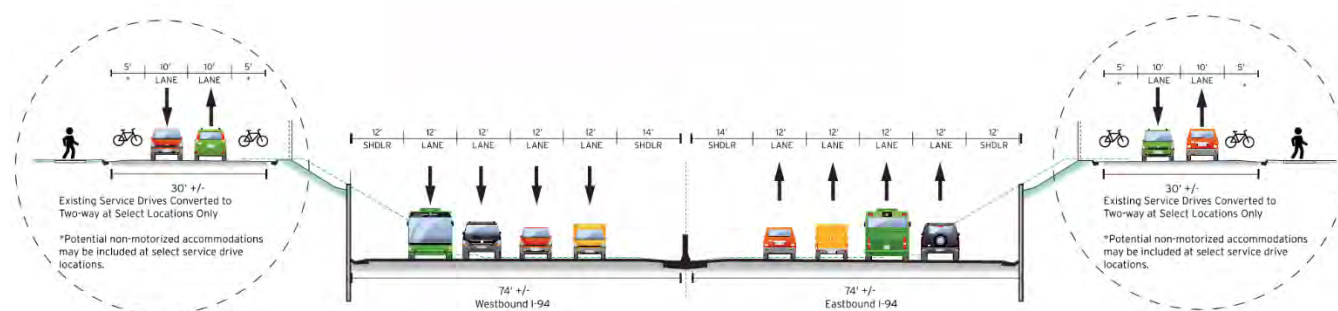 5' 10' 10' 5'
* LANE LANE *
30' +/-
Existing Service Drives Converted to
Two-way at Select Locations Only
*Potential non-motorized accommodations
may be included at select service drive
locations.
12' 12' 12' 12' 12' 14' 14' 12' 12' 12' 12' 12'
SHDLR LANE LANE LANE LANE SHDLR SHDLR LANE LANE LANE LANE SHDLR
74' +/-
Westbound I-94
74' +/-
Eastbound I-94
5' 10' 10' 5'
* LANE LANE *
30' +/-
Existing Service Drives Converted to
Two-way at Select Locations Only
*Potential non-motorized accommodations
may be included at select service drive
locations.